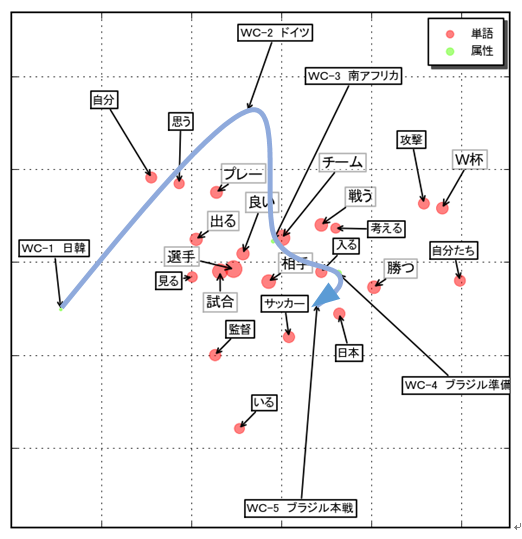 WC-2 ドイツ
単語
属性
WC-3 南アフリカ
自分
思う
攻撃
W杯
チーム
プレー
戦う
良い
出る
考える
WC-1 日韓
入る
自分たち
選手
相手
勝つ
見る
試合
サッカー
監督
日本
WC-4 ブラジル準備
いる
WC-5 ブラジル本戦